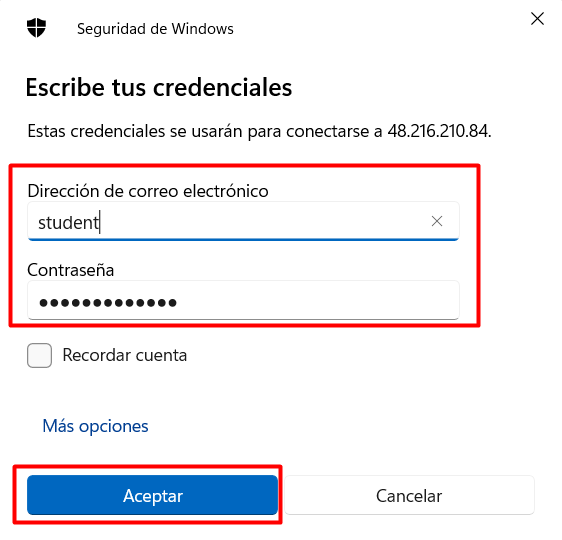 Seguridad de Windows
Escribe tus credenciales
Estas credenciales se usarán para conectarse a 48.216.210.84.
Dirección de correo electrónico
student
Contraseña
•••••••••••••
Recordar cuenta
Más opciones
Aceptar
Cancelar